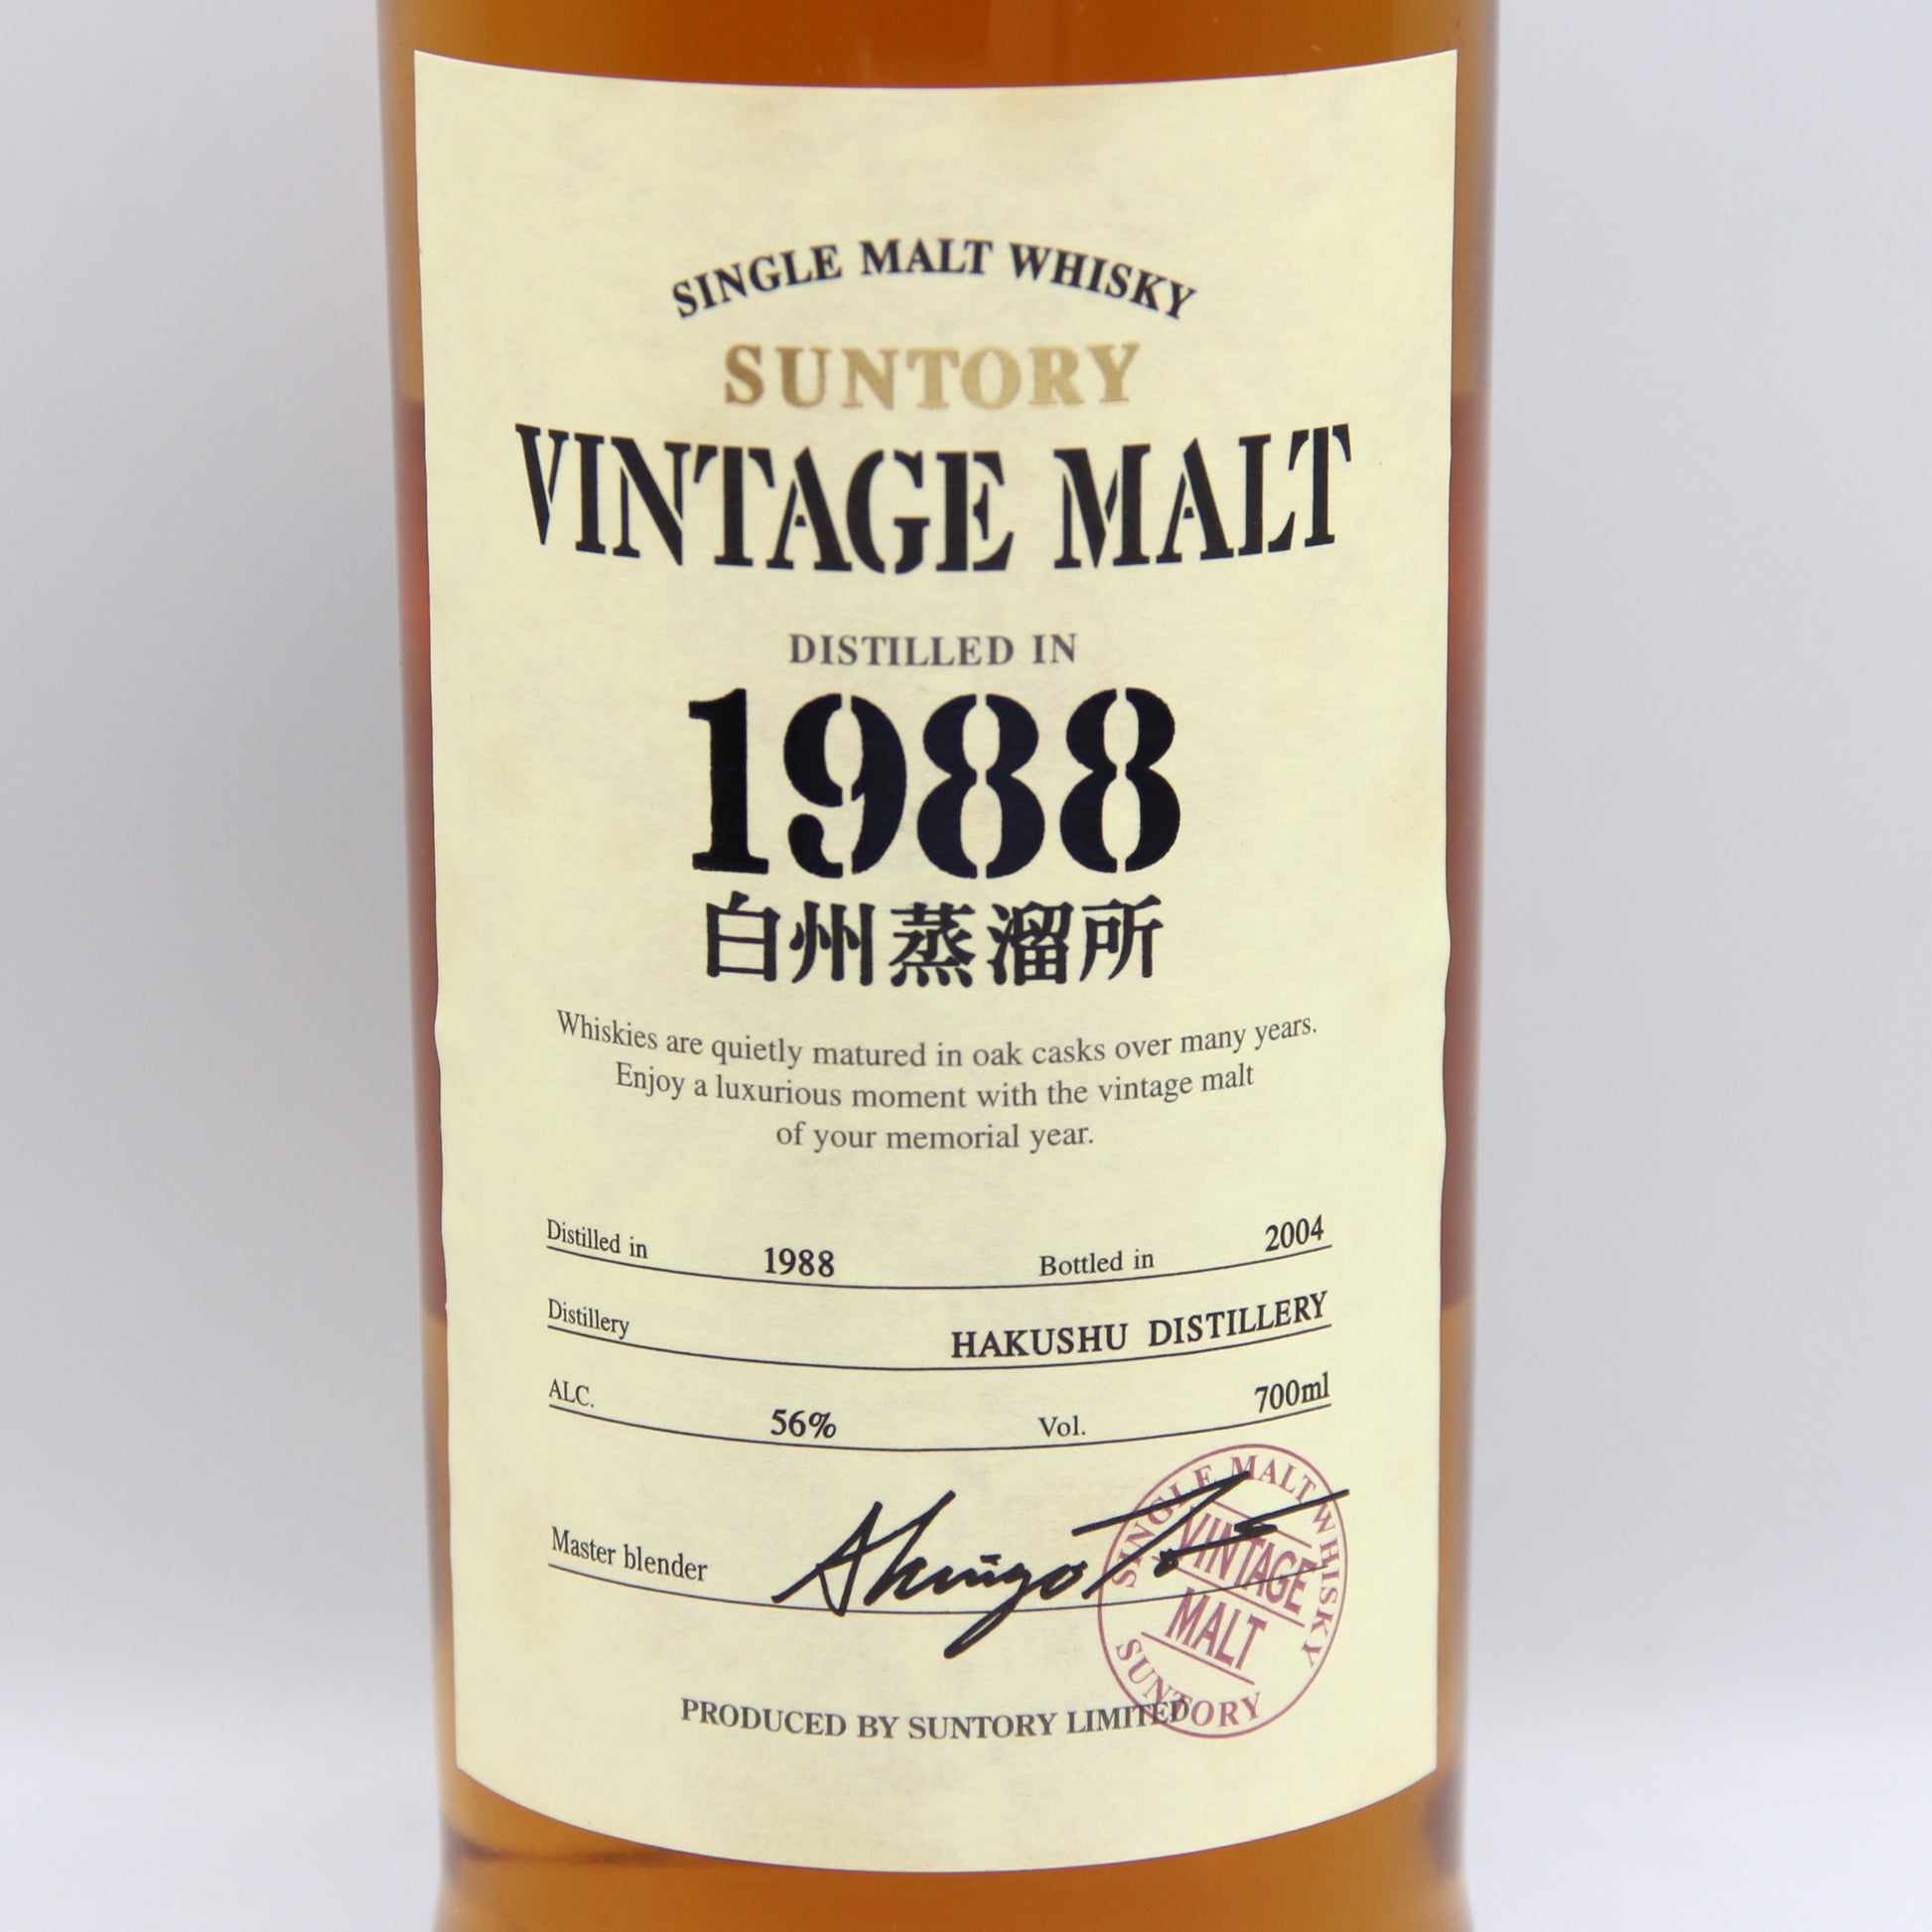 SINGLE MALT WHISKY
SUNTORY
VINTAGE MALT
DISTILLED IN
1988
白州蒸溜所
Whiskies are quietly matured in oak casks over many years.
Enjoy a luxurious moment with the vintage malt
of your memorial year.
Distilled in 1988 Bottled in 2004
Distillery HAKUSHU DISTILLERY
ALC. 56% Vol. 700ml
Master blender
SINGLE MALT WHISKY
VINTAGE
MALT
SUNTORY
PRODUCED BY SUNTORY LIMITED